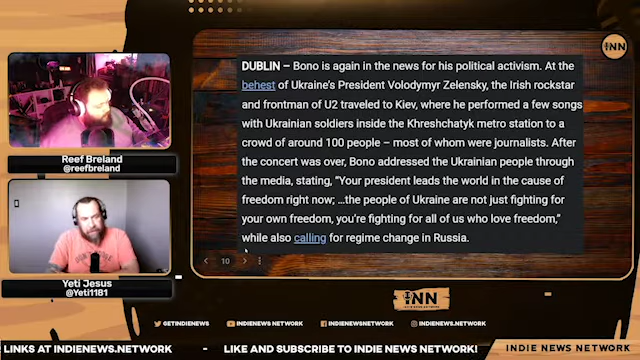 INN
DUBLIN – Bono is again in the news for his political activism. At the
behest of Ukraine's President Volodymyr Zelensky, the Irish rockstar
and frontman of U2 traveled to Kiev, where he performed a few songs
with Ukrainian soldiers inside the Khreshchatyk metro station to a
crowd of around 100 people – most of whom were journalists. After
the concert was over, Bono addressed the Ukrainian people through
the media, stating, “Your president leads the world in the cause of
freedom right now; …the people of Ukraine are not just fighting for
your own freedom, you're fighting for all of us who love freedom,”
while also calling for regime change in Russia.
10
Reef Breland
@reefbreland
Yeti Jesus
@Yeti1181
INN
INDIE NEWS NETWORK
GETINDIENEWS
INDIENEWS NETWORK
INDIENEWS NETWORK
INDIENEWS.NETWORK
LINKS AT INDIENEWS.NETWORK - LIKE AND SUBSCRIBE TO INDIE NEWS NETWORK!
INDIE NEWS NETWORK